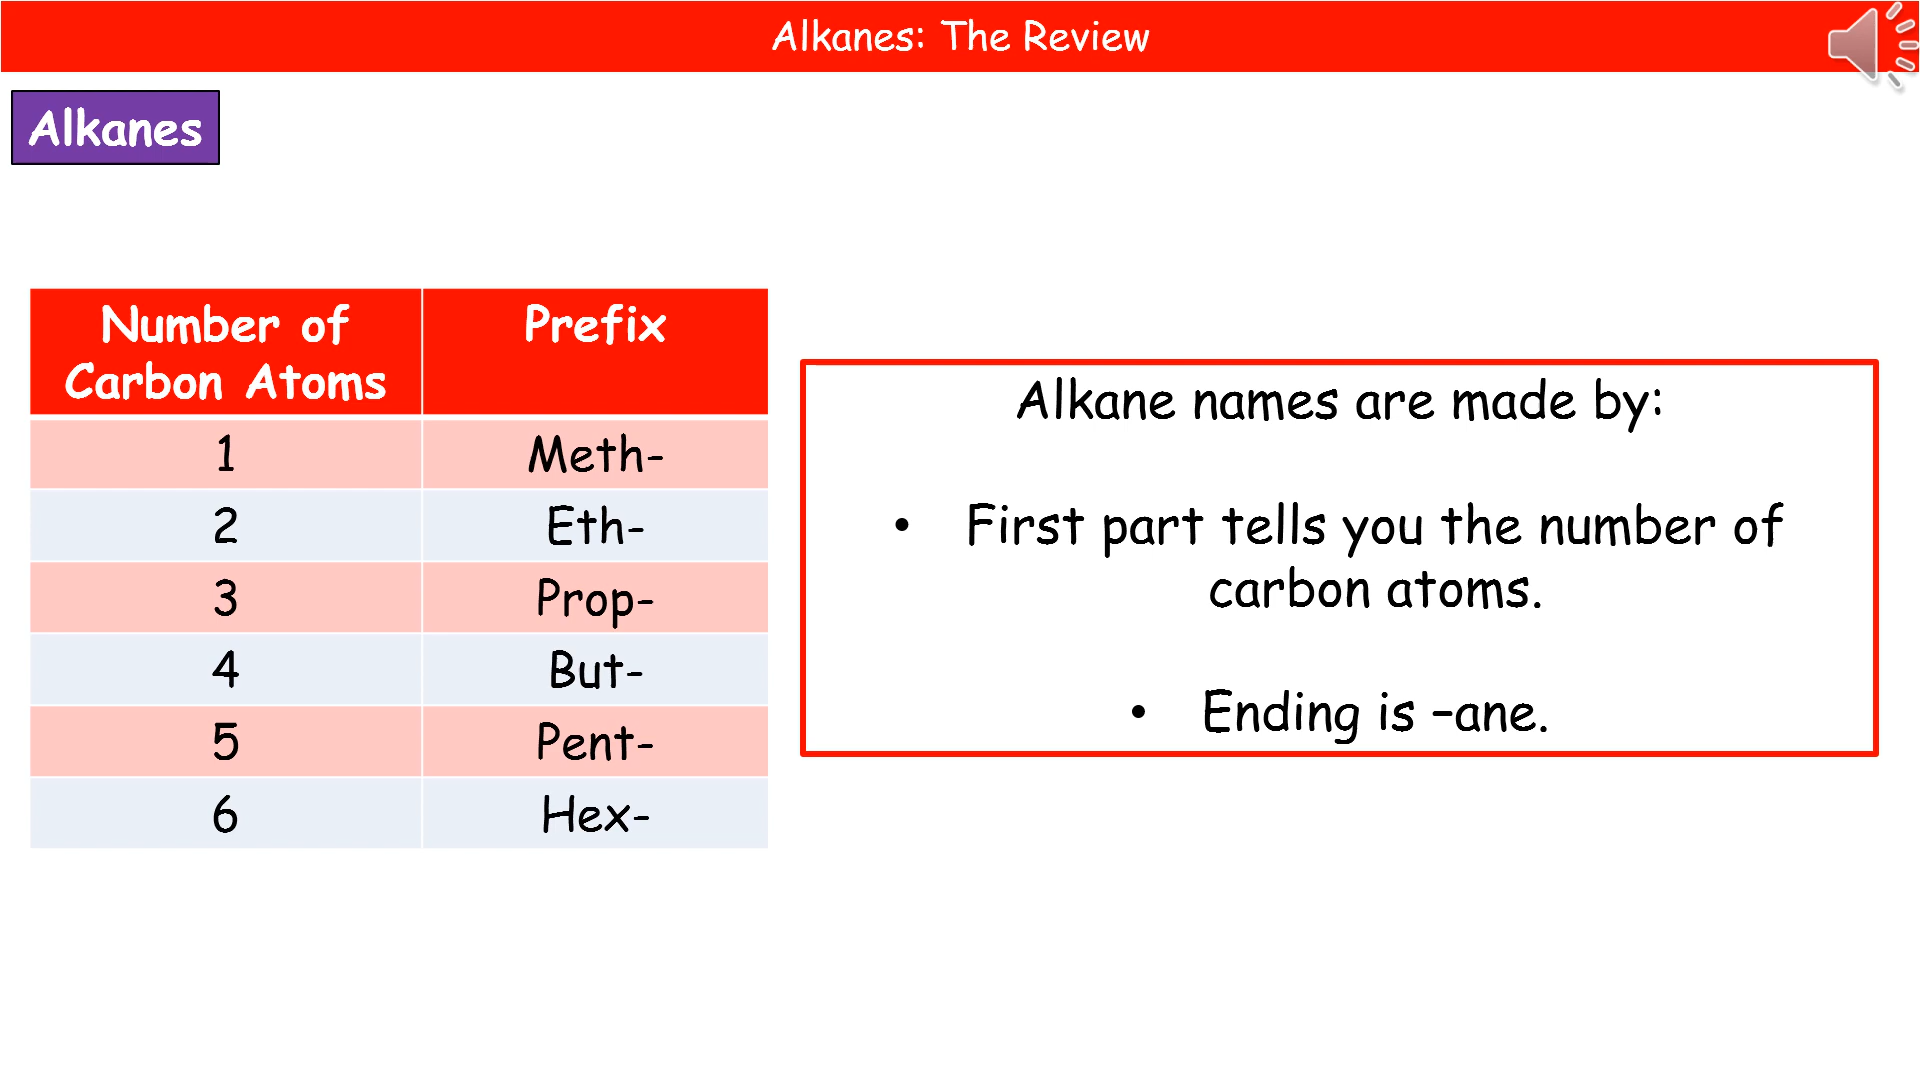 Alkanes: The Review
Alkanes
Number of Prefix
Carbon Atoms
1 Meth-
2 Eth-
3 Prop-
4 But-
5 Pent-
6 Hex-
Alkane names are made by:
• First part tells you the number of
carbon atoms.
• Ending is –ane.